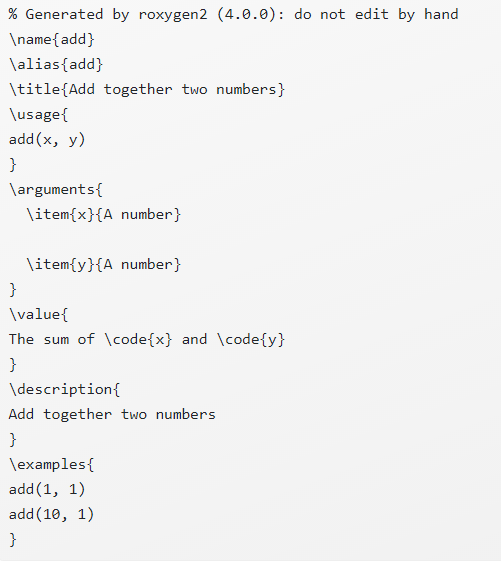 % Generated by roxygen2 (4.0.0): do not edit by hand
\name{add}
\alias{add}
\title{Add together two numbers}
\usage{
add(x, y)
}
\arguments{
  \item{x}{A number}

  \item{y}{A number}
}
\value{
The sum of \code{x} and \code{y}
}
\description{
Add together two numbers
}
\examples{
add(1, 1)
add(10, 1)
}